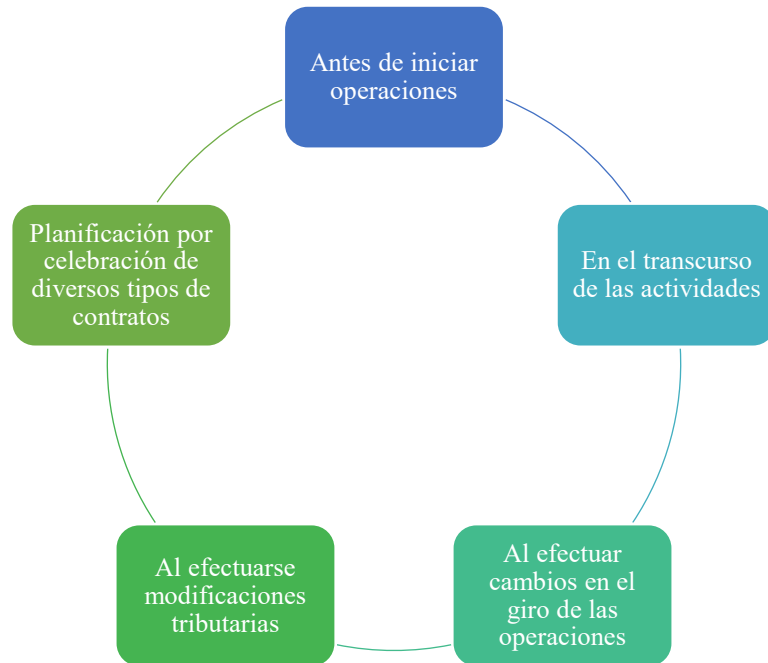 Antes de iniciar
operaciones
En el transcurso
de las actividades
Al efectuar
cambios en el
giro de las
operaciones
Al efectuarse
modificaciones
tributarias
Planificación por
celebración de
diversos tipos de
contratos